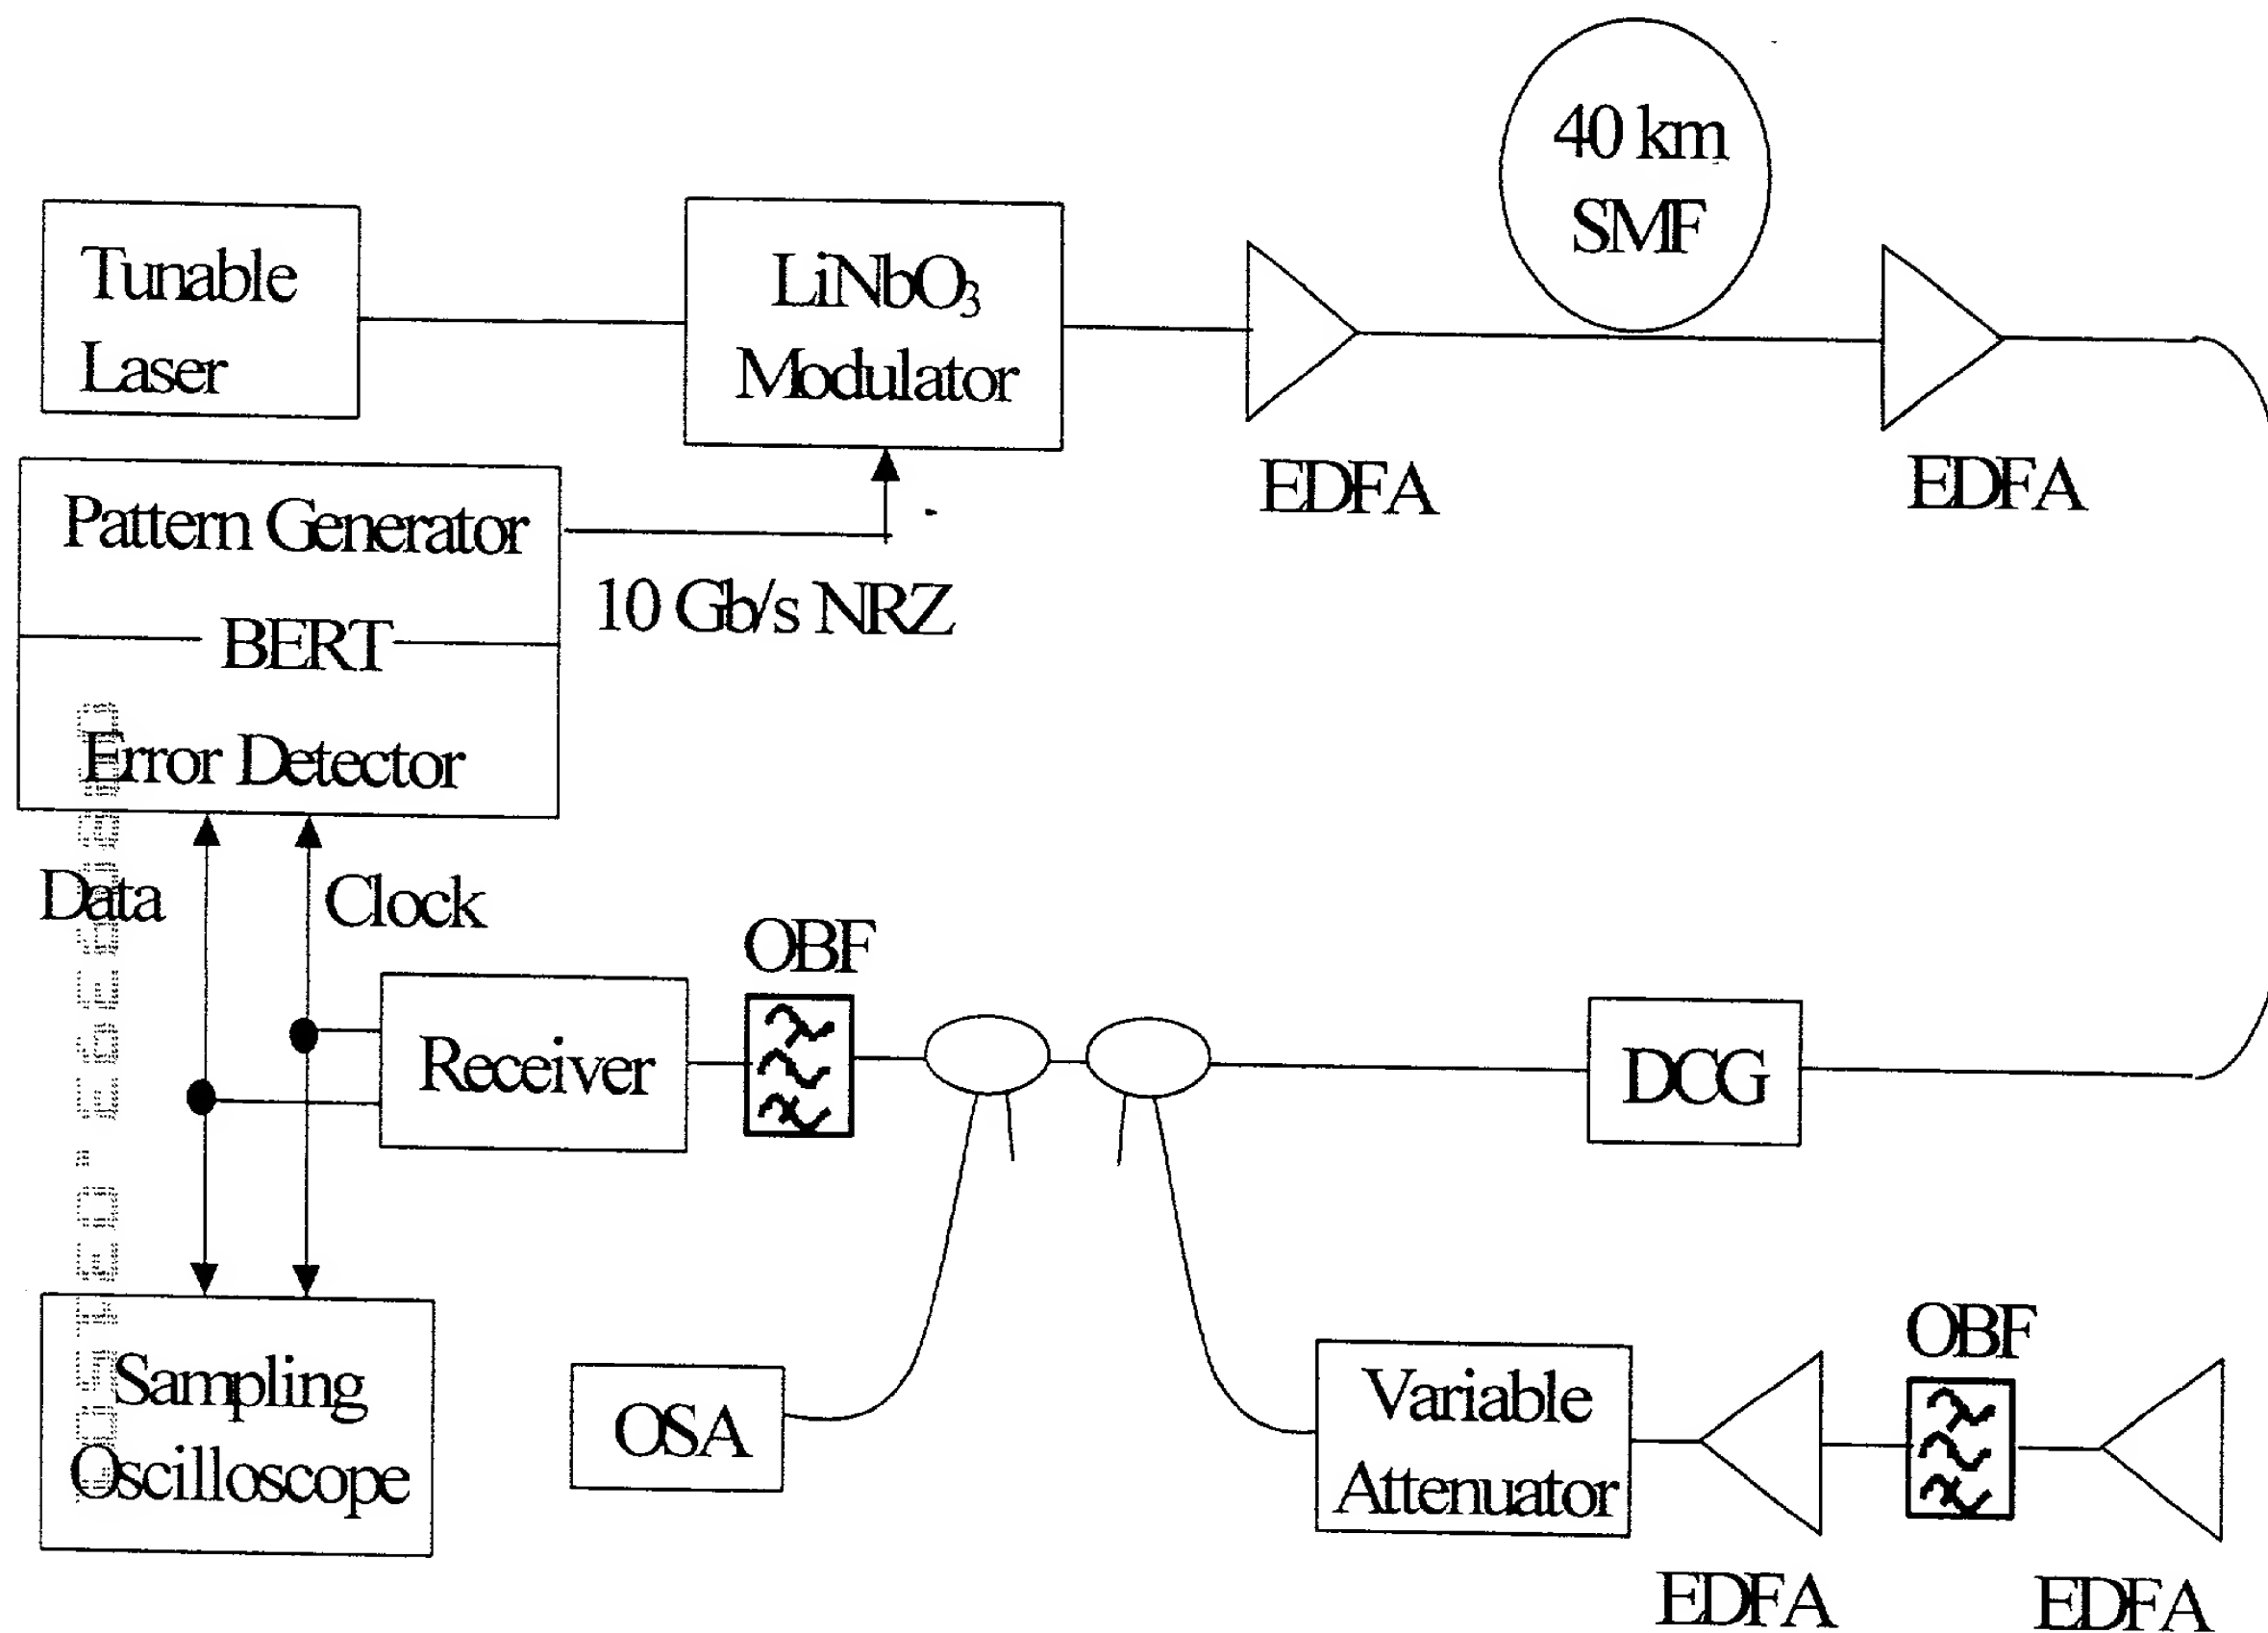 40 km
SMF
Tunable
Laser
LiNbO₃
Modulator
EDFA
EDFA
Pattern Generator
10 Gb/s NRZ
BERT
Error Detector
Data
Clock
OBF
Receiver
DCG
Sampling
Oscilloscope
OSA
Variable
Attenuator
OBF
EDFA
EDFA